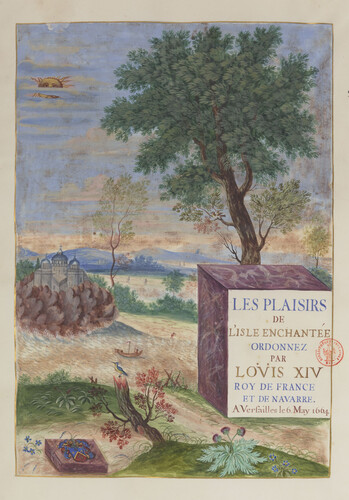 LES PLAISIRS
DE
L'ISLE ENCHANTÉE
ORDONNEZ
PAR
LOÜIS XIV
ROY DE FRANCE
ET DE NAVARRE.
A Versailles le 6. May 1664.